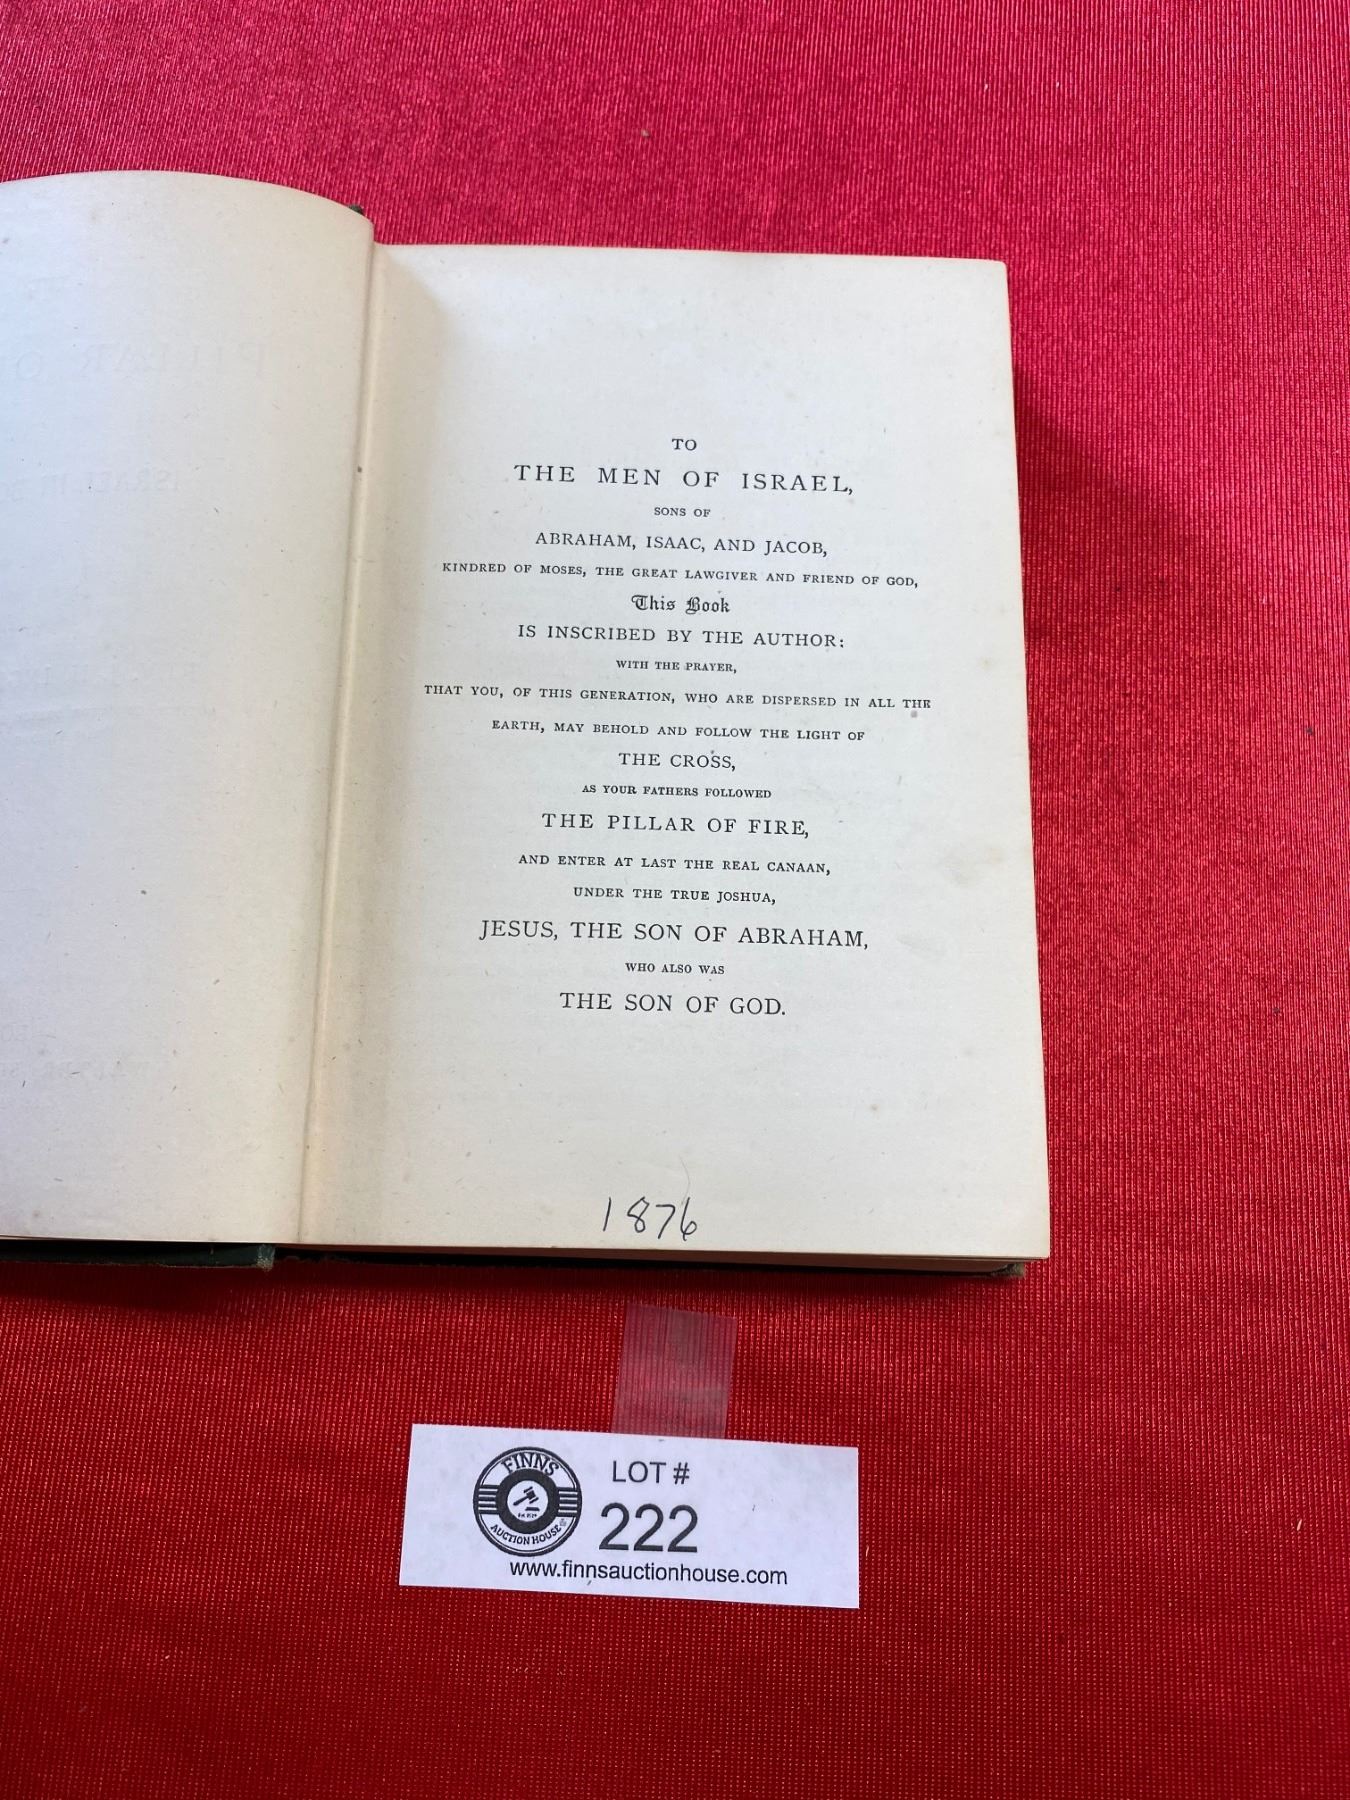 PILLAR O
TO
THE MEN OF ISRAEL,
SONS OF
ABRAHAM, ISAAC, AND JACOB,
KINDRED OF MOSES, THE GREAT LAWGIVER AND FRIEND OF GOD,
This Book
IS INSCRIBED BY THE AUTHOR:
WITH THE PRAYER,
THAT YOU, OF THIS GENERATION, WHO ARE DISPERSED IN ALL THE
EARTH, MAY BEHOLD AND FOLLOW THE LIGHT OF
THE CROSS,
AS YOUR FATHERS FOLLOWED
THE PILLAR OF FIRE,
AND ENTER AT LAST THE REAL CANAAN,
UNDER THE TRUE JOSHUA,
JESUS, THE SON OF ABRAHAM,
WHO ALSO WAS
THE SON OF GOD.
1876
FINNS
AUCTION HOUSE
LOT #
222
www.finnsauctionhouse.com